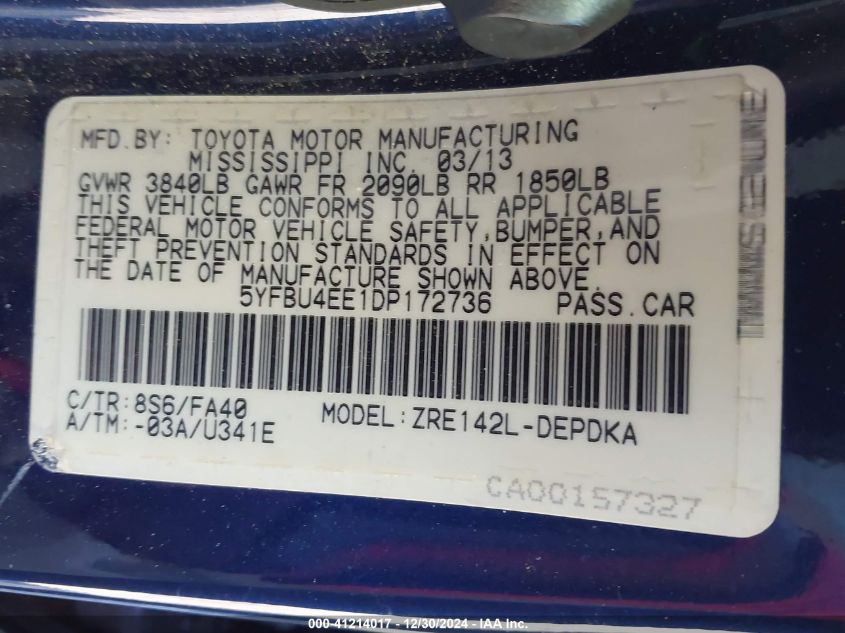 MFD.BY: TOYOTA MOTOR MANUFACTURING
MISSISSIPPI INC. 03/13
GVWR 3840LB GAWR FR 2090LB RR 1850LB
THIS VEHICLE CONFORMS TO ALL APPLICABLE
FEDERAL MOTOR VEHICLE SAFETY,BUMPER,AND
THEFT PREVENTION STANDARDS IN EFFECT ON
THE DATE OF MANUFACTURE SHOWN ABOVE.
5YFBU4EE1DP172736 PASS.CAR
C/TR:8S6/FA40 MODEL:ZRE142L-DEPDKA
A/TM:-03A/U341E
CA00157327
000-41214017 - 12/30/2024 - IAAI.COM